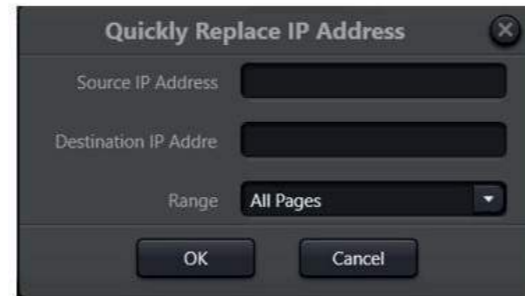 Quickly Replace IP Address
Source IP Address
Destination IP Addre
Range All Pages
OK Cancel